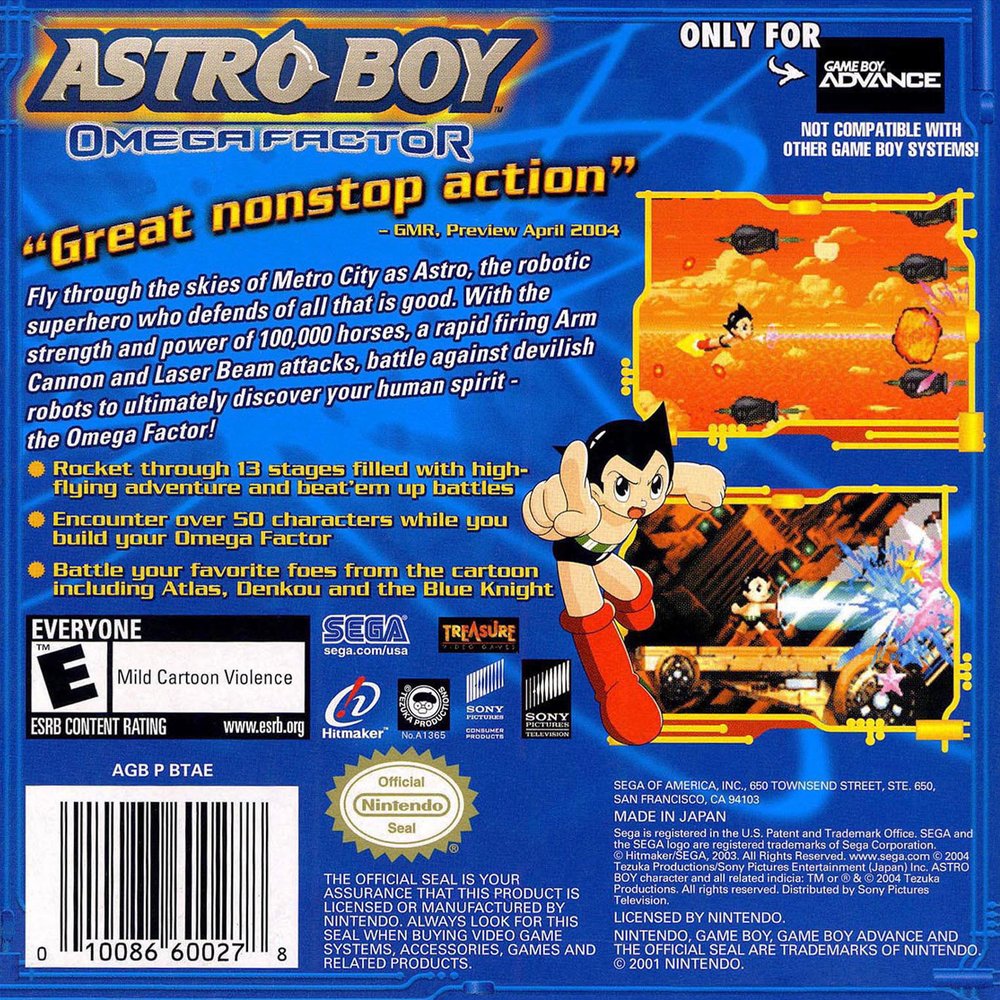 ASTRO BOY™
OMEGA FACTOR
ONLY FOR
GAME BOY
ADVANCE
NOT COMPATIBLE WITH
OTHER GAME BOY SYSTEMS!
“Great nonstop action”
– GMR, Preview April 2004
Fly through the skies of Metro City as Astro, the robotic
superhero who defends of all that is good. With the
strength and power of 100,000 horses, a rapid firing Arm
Cannon and Laser Beam attacks, battle against devilish
robots to ultimately discover your human spirit -
the Omega Factor!
Rocket through 13 stages filled with high-
flying adventure and beat'em up battles
Encounter over 50 characters while you
build your Omega Factor
Battle your favorite foes from the cartoon
including Atlas, Denkou and the Blue Knight
EVERYONE
™
E
Mild Cartoon Violence
ESRB CONTENT RATING www.esrb.org
SEGA
sega.com/usa
TREASURE
VIDEO GAMES
Hitmaker™
TEZUKA PRODUCTIONS
No.A1365
SONY
PICTURES
CONSUMER
PRODUCTS
SONY
PICTURES
TELEVISION
AGB P BTAE
0 10086 60027 8
Official
Nintendo
Seal
®
THE OFFICIAL SEAL IS YOUR
ASSURANCE THAT THIS PRODUCT IS
LICENSED OR MANUFACTURED BY
NINTENDO. ALWAYS LOOK FOR THIS
SEAL WHEN BUYING VIDEO GAME
SYSTEMS, ACCESSORIES, GAMES AND
RELATED PRODUCTS.
SEGA OF AMERICA, INC., 650 TOWNSEND STREET, STE. 650,
SAN FRANCISCO, CA 94103
MADE IN JAPAN
Sega is registered in the U.S. Patent and Trademark Office. SEGA and
the SEGA logo are registered trademarks of Sega Corporation.
© Hitmaker/SEGA, 2003. All Rights Reserved. www.sega.com © 2004
Tezuka Productions/Sony Pictures Entertainment (Japan) Inc. ASTRO
BOY character and all related indicia: TM or ® & © 2004 Tezuka
Productions. All rights reserved. Distributed by Sony Pictures
Television.
LICENSED BY NINTENDO.
NINTENDO, GAME BOY, GAME BOY ADVANCE AND
THE OFFICIAL SEAL ARE TRADEMARKS OF NINTENDO.
© 2001 NINTENDO.